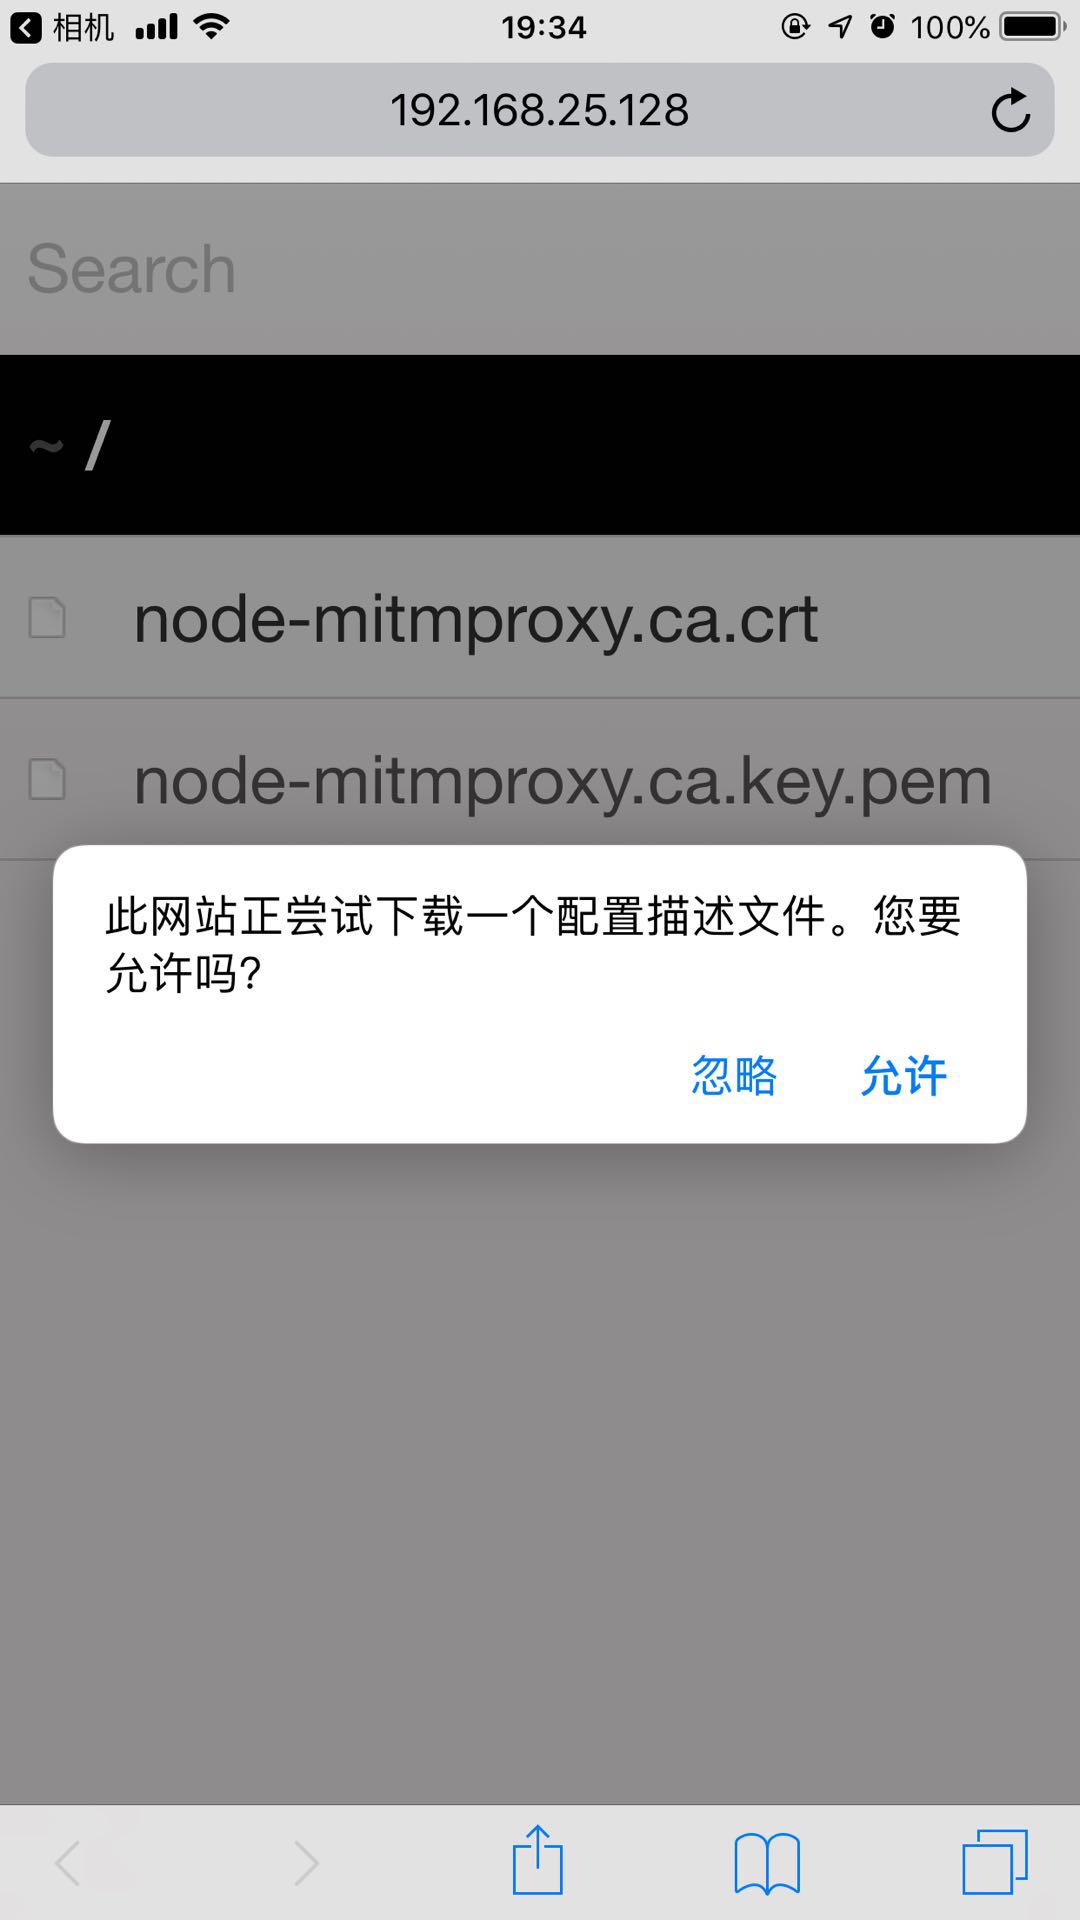 相机
19:34
100%
192.168.25.128
Search
~ /
node-mitmproxy.ca.crt
node-mitmproxy.ca.key.pem
此网站正尝试下载一个配置描述文件。您要
允许吗?
忽略
允许